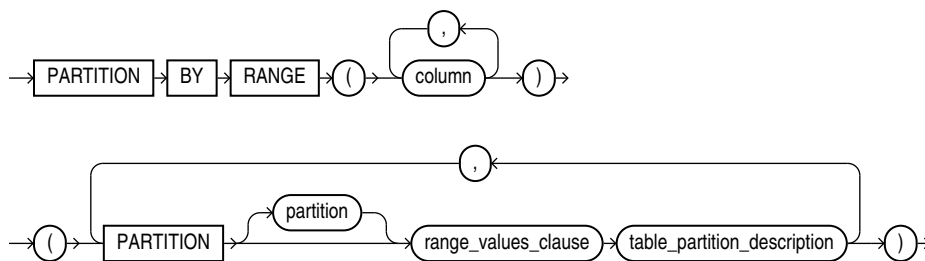 ,
PARTITION BY RANGE ( column )
,
partition
( PARTITION range_values_clause table_partition_description )